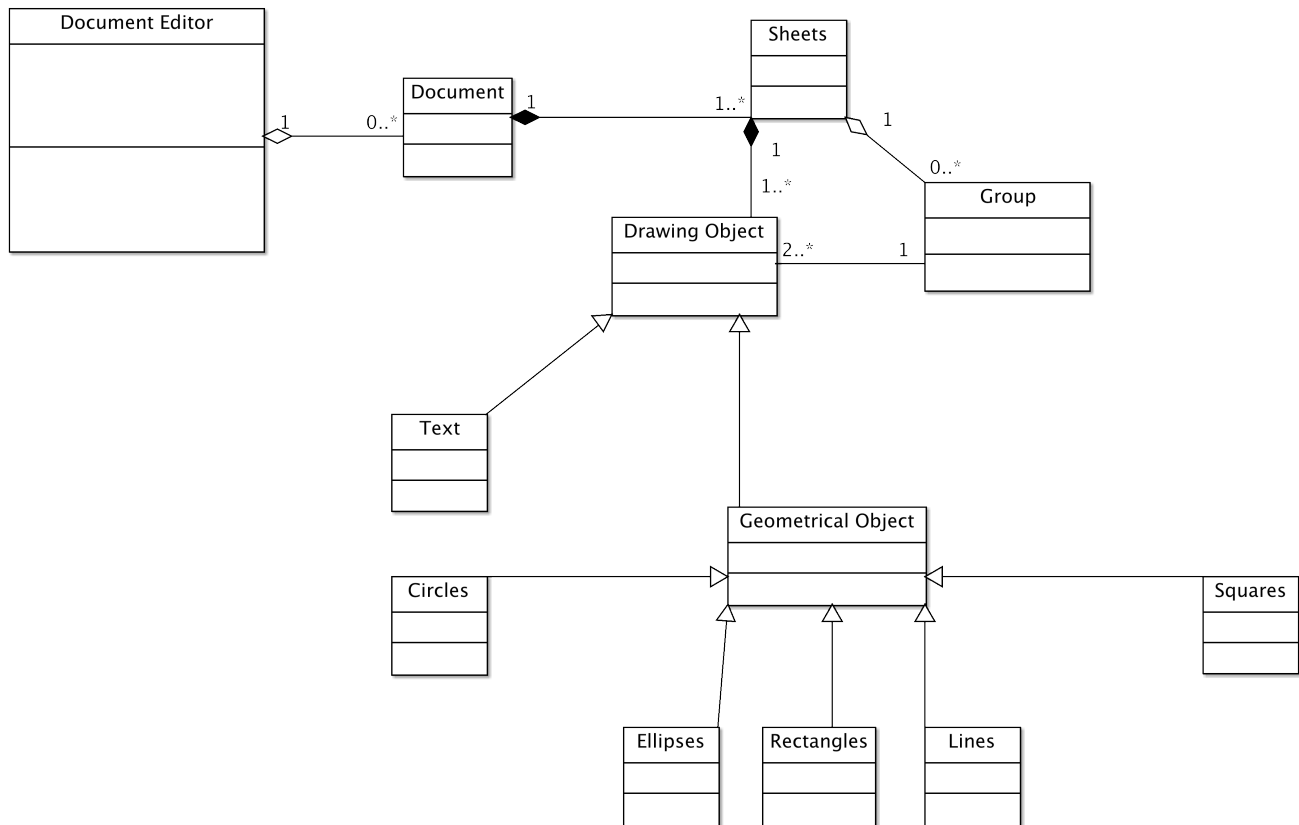 Document Editor
Sheets
Document
1
0..*
1
1..*
1
1
1..*
0..*
Group
Drawing Object
2..*
1
Text
Geometrical Object
Circles
Squares
Ellipses
Rectangles
Lines